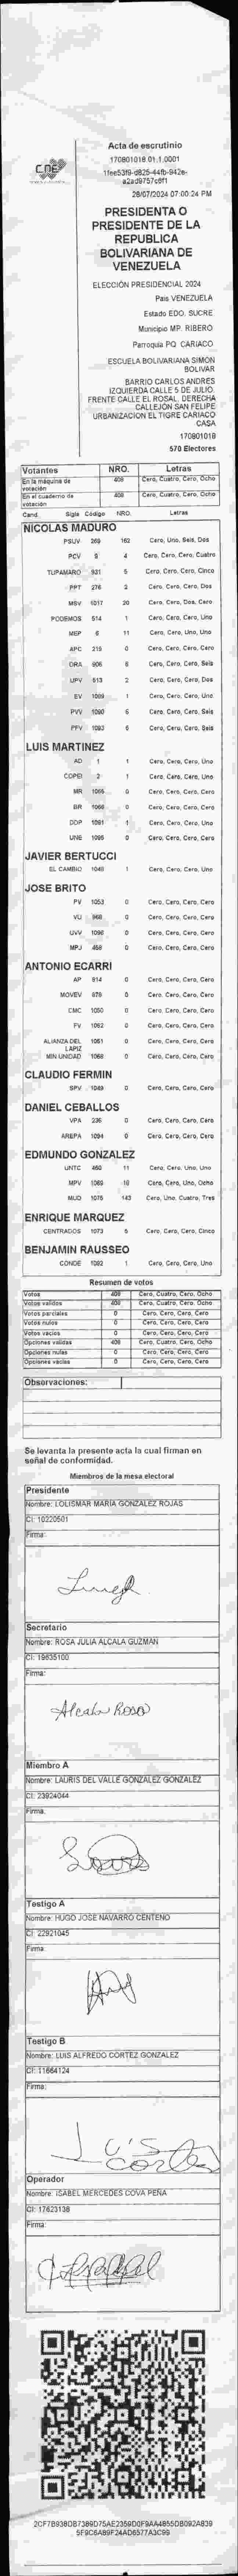 CNE
Acta de escrutinio
170801018.01.1.0001
11ee53f9-d825-44fb-942e-
a2ad9757c6f1
28/07/2024 07:00:24 PM
PRESIDENTA O
PRESIDENTE DE LA
REPUBLICA
BOLIVARIANA DE
VENEZUELA
ELECCIÓN PRESIDENCIAL 2024
Pais VENEZUELA
Estado EDO. SUCRE
Municipio MP. RIBERO
Parroquia PQ. CARIACO
ESCUELA BOLIVARIANA SIMON
BOLIVAR
BARRIO CARLOS ANDRES
IZQUIERDA CALLE 5 DE JULIO.
FRENTE CALLE EL ROSAL. DERECHA
CALLEJÓN SAN FELIPE
URBANIZACION EL TIGRE CARIACO
CASA
170801018
570 Electores
Votantes NRO. Letras
En la máquina de votación 408 Cero, Cuatro, Cero, Ocho
En el cuaderno de votación 408 Cero, Cuatro, Cero, Ocho
Cand. Sigla Código NRO. Letras
NICOLAS MADURO
PSUV 269 162 Cero, Uno, Seis, Dos
PCV 9 4 Cero, Cero, Cero, Cuatro
TUPAMARO 921 5 Cero, Cero, Cero, Cinco
PPT 276 2 Cero, Cero, Cero, Dos
MSV 1017 20 Cero, Cero, Dos, Cero
PODEMOS 514 1 Cero, Cero, Cero, Uno
MEP 6 11 Cero, Cero, Uno, Uno
APC 215 0 Cero, Cero, Cero, Cero
ORA 906 6 Cero, Cero, Cero, Seis
UPV 613 2 Cero, Cero, Cero, Dos
EV 1089 1 Cero, Cero, Cero, Uno
PVV 1090 6 Cero, Cero, Cero, Seis
PFV 1093 6 Cero, Cero, Cero, Seis
LUIS MARTINEZ
AD 1 1 Cero, Cero, Cero, Uno
COPEI 2 1 Cero, Cero, Cero, Uno
MR 1065 0 Cero, Cero, Cero, Cero
BR 1066 0 Cero, Cero, Cero, Cero
DDP 1091 1 Cero, Cero, Cero, Uno
UNE 1095 0 Cero, Cero, Cero, Cero
JAVIER BERTUCCI
EL CAMBIO 1048 1 Cero, Cero, Cero, Uno
JOSE BRITO
PV 1053 0 Cero, Cero, Cero, Cero
VU 968 0 Cero, Cero, Cero, Cero
UVV 1096 0 Cero, Cero, Cero, Cero
MPJ 458 0 Cero, Cero, Cero, Cero
ANTONIO ECARRI
AP 814 0 Cero, Cero, Cero, Cero
MOVEV 879 0 Cero, Cero, Cero, Cero
CMC 1050 0 Cero, Cero, Cero, Cero
FV 1062 0 Cero, Cero, Cero, Cero
ALIANZA DEL LAPIZ 1051 0 Cero, Cero, Cero, Cero
MIN UNIDAD 1068 0 Cero, Cero, Cero, Cero
CLAUDIO FERMIN
SPV 1049 0 Cero, Cero, Cero, Cero
DANIEL CEBALLOS
VPA 236 0 Cero, Cero, Cero, Cero
AREPA 1094 0 Cero, Cero, Cero, Cero
EDMUNDO GONZALEZ
UNTC 460 11 Cero, Cero, Uno, Uno
MPV 1089 18 Cero, Cero, Uno, Ocho
MUD 1075 143 Cero, Uno, Cuatro, Tres
ENRIQUE MARQUEZ
CENTRADOS 1073 5 Cero, Cero, Cero, Cinco
BENJAMIN RAUSSEO
CONDE 1092 1 Cero, Cero, Cero, Uno
Resumen de votos
Votos 408 Cero, Cuatro, Cero, Ocho
Votos validos 408 Cero, Cuatro, Cero, Ocho
Votos parciales 0 Cero, Cero, Cero, Cero
Votos nulos 0 Cero, Cero, Cero, Cero
Votos vacios 0 Cero, Cero, Cero, Cero
Opciones validas 408 Cero, Cuatro, Cero, Ocho
Opciones nulas 0 Cero, Cero, Cero, Cero
Opciones vacias 0 Cero, Cero, Cero, Cero
Observaciones:
Se levanta la presente acta la cual firman en
señal de conformidad.
Miembros de la mesa electoral
Presidente
Nombre: LOLISMAR MARIA GONZALEZ ROJAS
CI: 10220501
Firma:
Secretario
Nombre: ROSA JULIA ALCALA GUZMAN
CI: 19635100
Firma:
Alcala Rosa
Miembro A
Nombre: LAURIS DEL VALLE GONZALEZ GONZALEZ
CI: 23924044
Firma:
Testigo A
Nombre: HUGO JOSE NAVARRO CENTENO
CI: 22921045
Firma:
Testigo B
Nombre: LUIS ALFREDO CORTEZ GONZALEZ
CI: 11664124
Firma:
Luis
Cortez
Operador
Nombre: ISABEL MERCEDES COVA PEÑA
CI: 17623138
Firma:
2CF7B938DB7389D75AE2359D0F9AA4855DB092A839
5F9C6A89F24AD6577A3C99